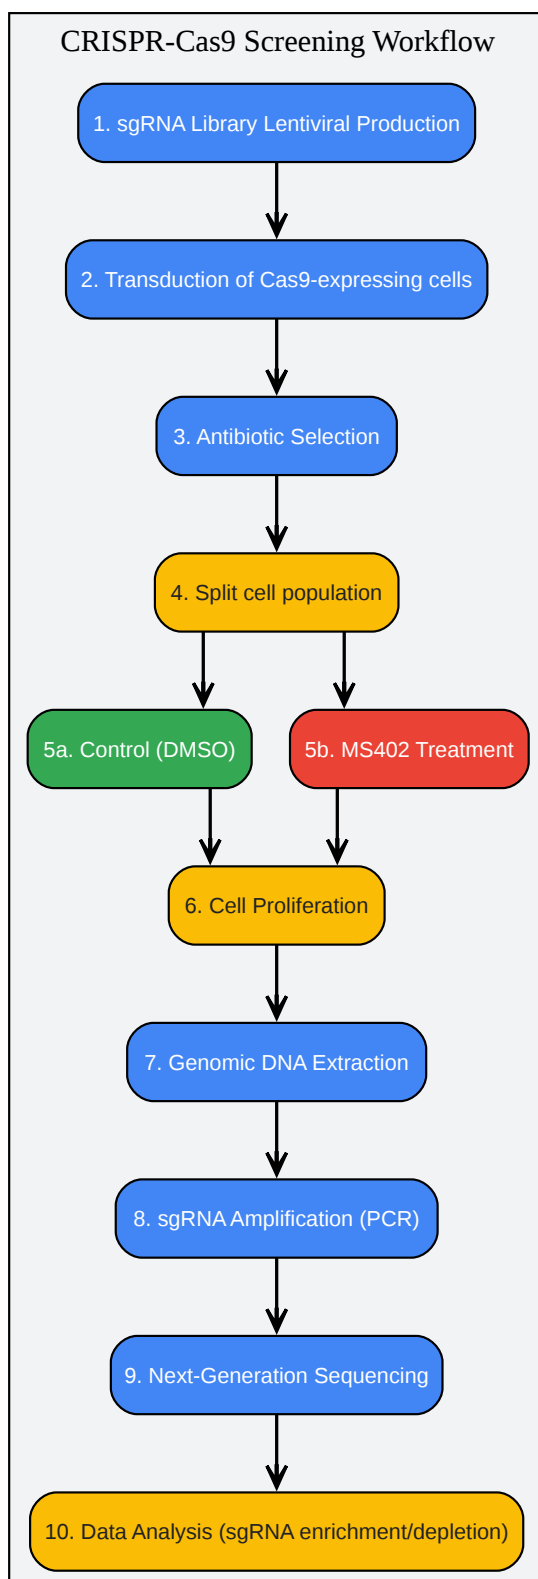 CRISPR-Cas9 Screening Workflow
1. sgRNA Library Lentiviral Production
2. Transduction of Cas9-expressing cells
3. Antibiotic Selection
4. Split cell population
5a. Control (DMSO)
5b. MS402 Treatment
6. Cell Proliferation
7. Genomic DNA Extraction
8. sgRNA Amplification (PCR)
9. Next-Generation Sequencing
10. Data Analysis (sgRNA enrichment/depletion)